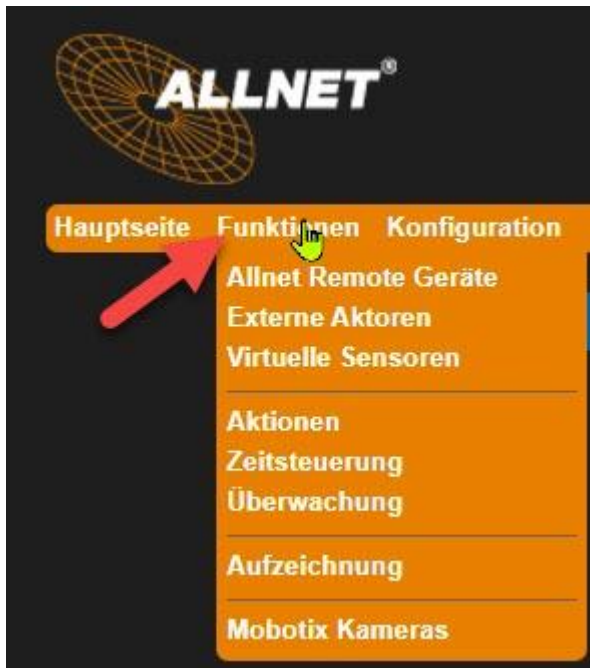 ALLNET®
Hauptseite Funktionen Konfiguration
Allnet Remote Geräte
Externe Aktoren
Virtuelle Sensoren
Aktionen
Zeitsteuerung
Überwachung
Aufzeichnung
Mobotix Kameras